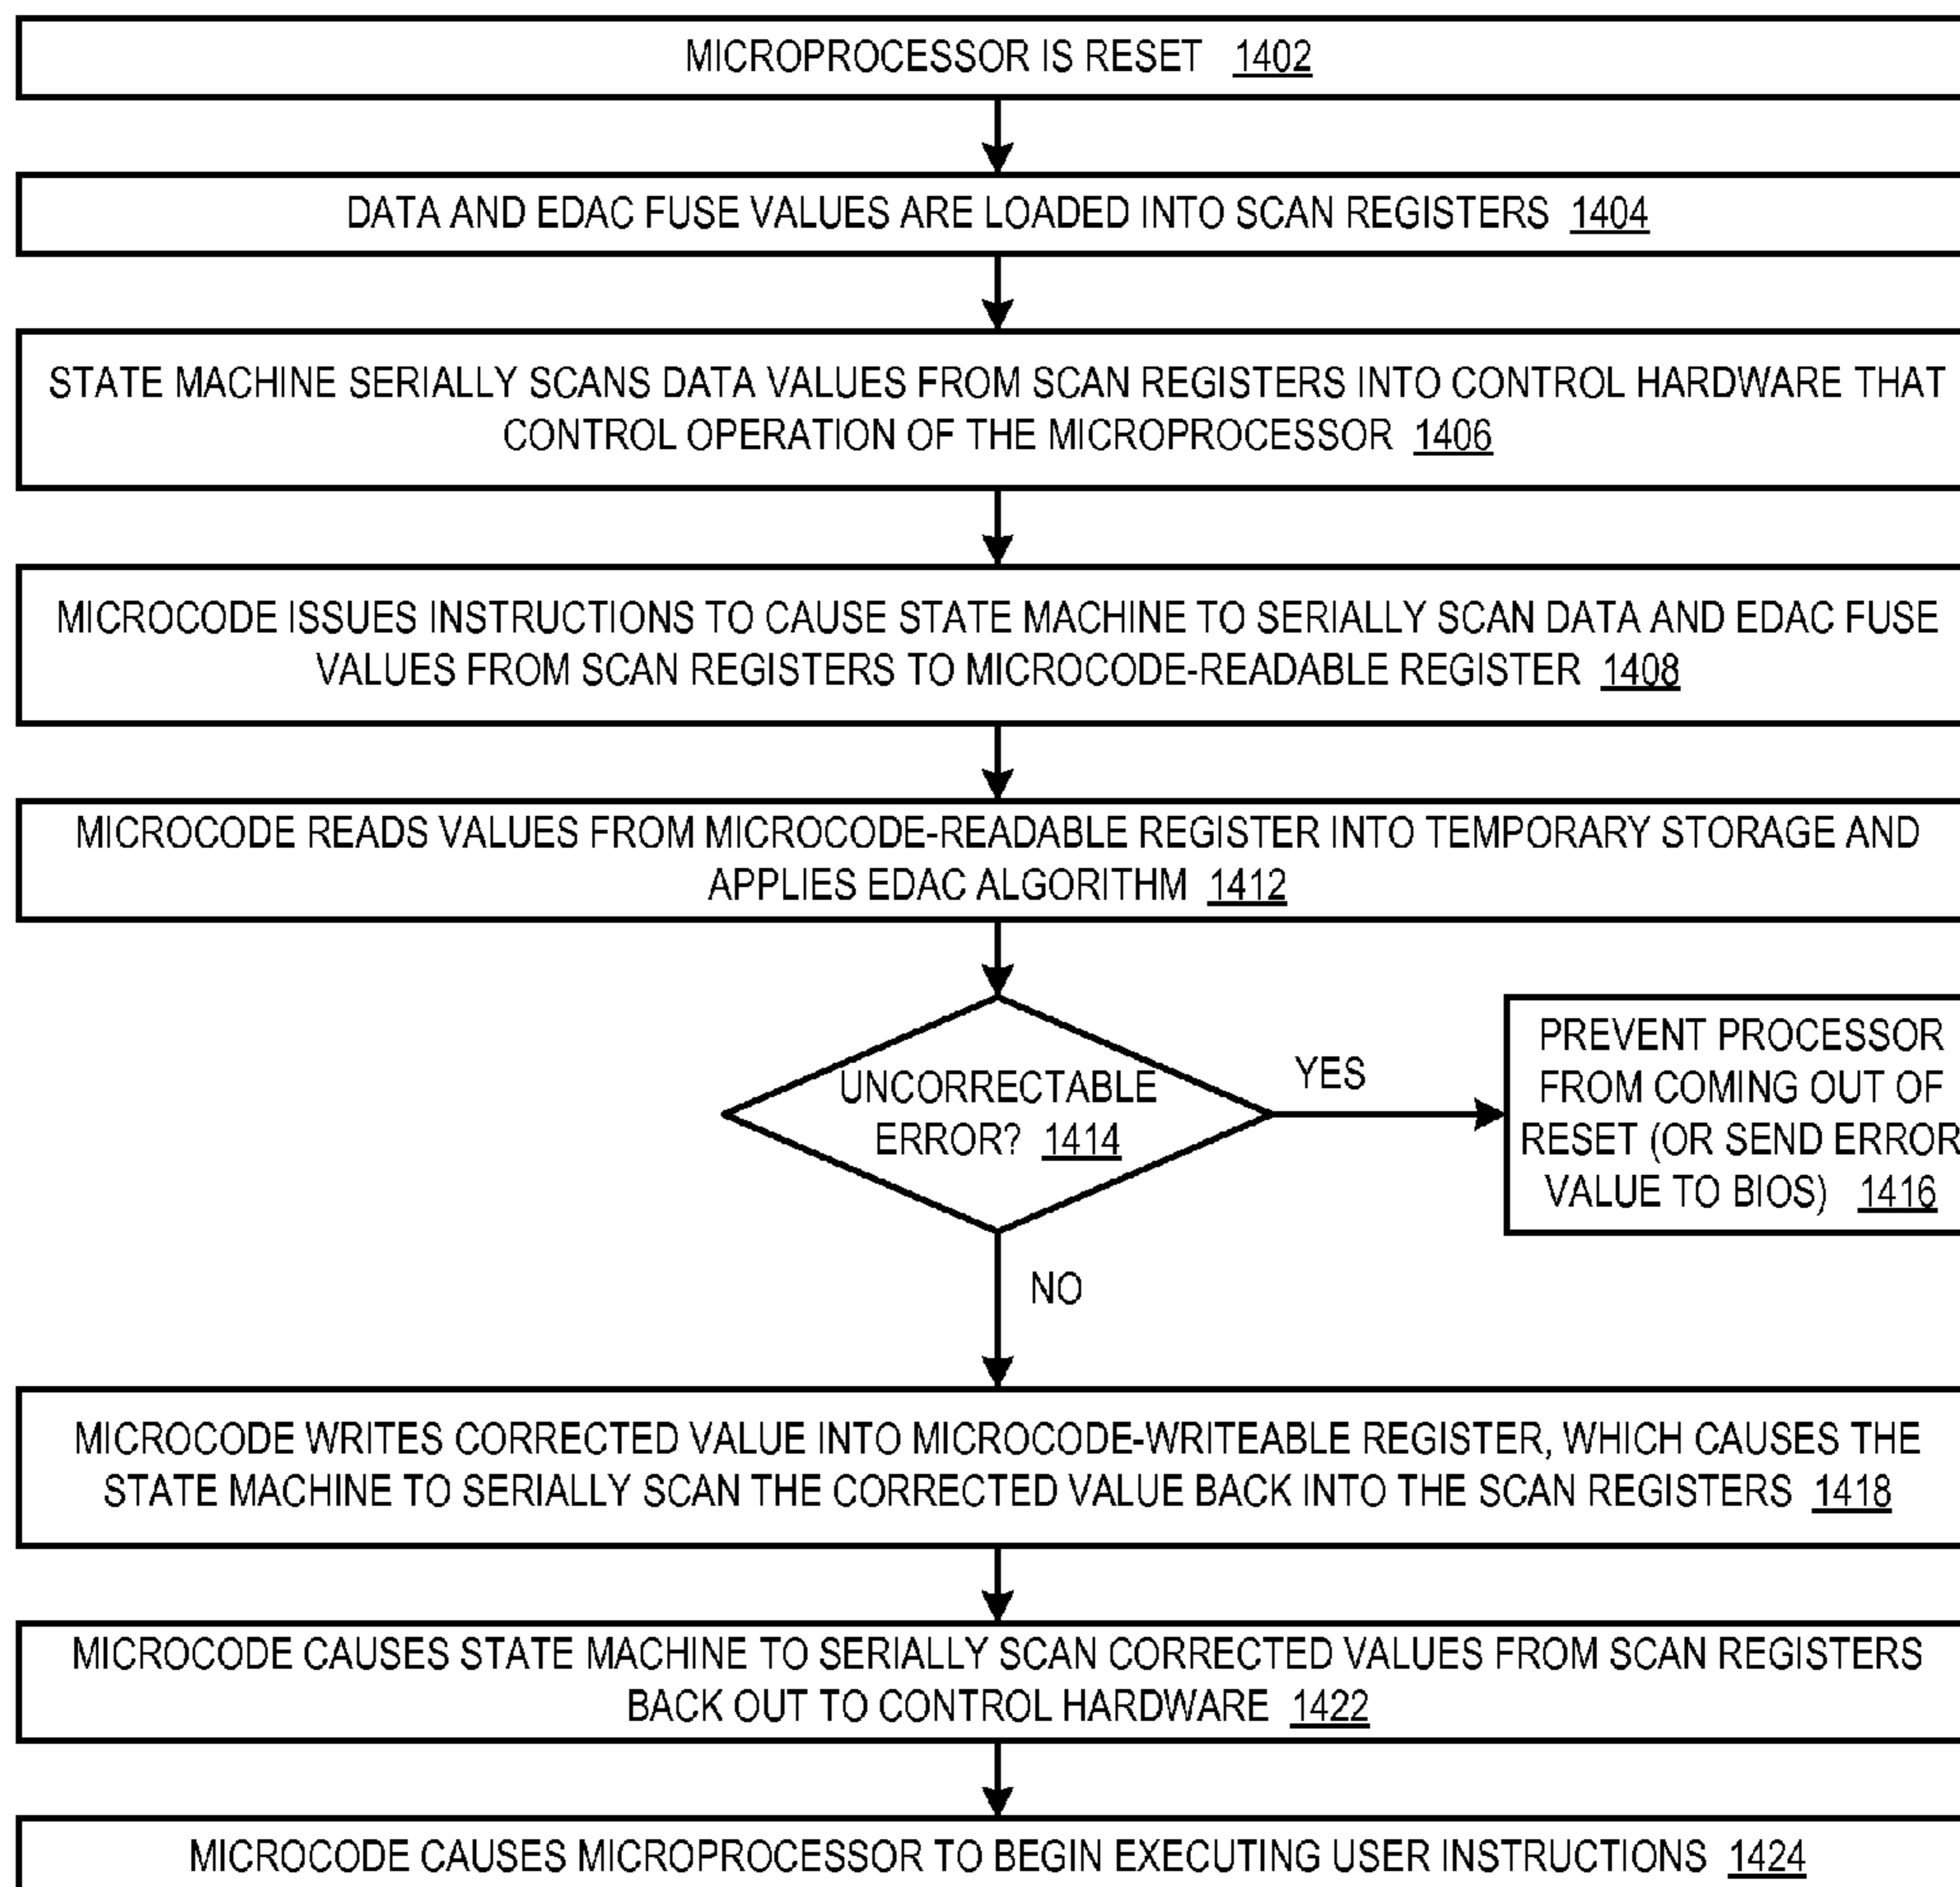 MICROPROCESSOR IS RESET 1402
DATA AND EDAC FUSE VALUES ARE LOADED INTO SCAN REGISTERS 1404
STATE MACHINE SERIALLY SCANS DATA VALUES FROM SCAN REGISTERS INTO CONTROL HARDWARE THAT
CONTROL OPERATION OF THE MICROPROCESSOR 1406
MICROCODE ISSUES INSTRUCTIONS TO CAUSE STATE MACHINE TO SERIALLY SCAN DATA AND EDAC FUSE
VALUES FROM SCAN REGISTERS TO MICROCODE-READABLE REGISTER 1408
MICROCODE READS VALUES FROM MICROCODE-READABLE REGISTER INTO TEMPORARY STORAGE AND
APPLIES EDAC ALGORITHM 1412
UNCORRECTABLE
ERROR? 1414
YES
PREVENT PROCESSOR
FROM COMING OUT OF
RESET (OR SEND ERROR
VALUE TO BIOS) 1416
NO
MICROCODE WRITES CORRECTED VALUE INTO MICROCODE-WRITEABLE REGISTER, WHICH CAUSES THE
STATE MACHINE TO SERIALLY SCAN THE CORRECTED VALUE BACK INTO THE SCAN REGISTERS 1418
MICROCODE CAUSES STATE MACHINE TO SERIALLY SCAN CORRECTED VALUES FROM SCAN REGISTERS
BACK OUT TO CONTROL HARDWARE 1422
MICROCODE CAUSES MICROPROCESSOR TO BEGIN EXECUTING USER INSTRUCTIONS 1424